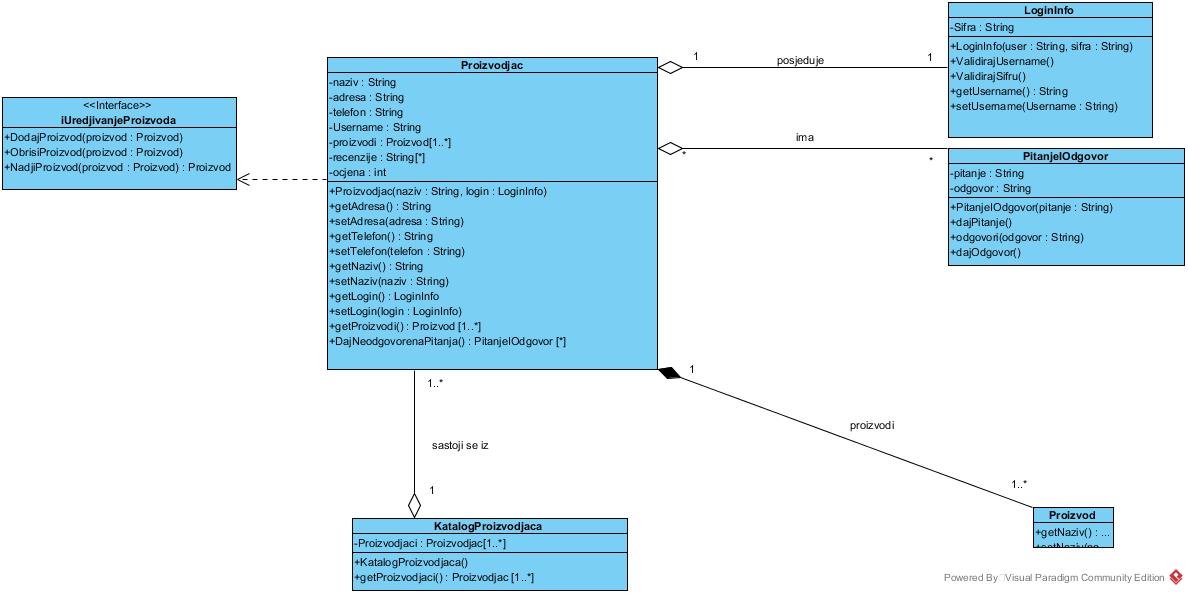 <<Interface>>
iUredjivanjeProizvoda
+DodajProizvod(proizvod : Proizvod)
+ObrisiProizvod(proizvod : Proizvod)
+NadjiProizvod(proizvod : Proizvod) : Proizvod
Proizvodjac
-naziv : String
-adresa : String
-telefon : String
-Username : String
-proizvodi : Proizvod[1..*]
-recenzije : String[*]
-ocjena : int
+Proizvodjac(naziv : String, login : LoginInfo)
+getAdresa() : String
+setAdresa(adresa : String)
+getTelefon() : String
+setTelefon(telefon : String)
+getNaziv() : String
+setNaziv(naziv : String)
+getLogin() : LoginInfo
+setLogin(login : LoginInfo)
+getProizvodi() : Proizvod [1..*]
+DajNeodgovorenaPitanja() : PitanjeIOdgovor [*]
1
posjeduje
1
LoginInfo
-Sifra : String
+LoginInfo(user : String, sifra : String)
+ValidirajUsername()
+ValidirajSifru()
+getUsername() : String
+setUsername(Username : String)
*
ima
*
PitanjeIOdgovor
-pitanje : String
-odgovor : String
+PitanjeIOdgovor(pitanje : String)
+dajPitanje()
+odgovori(odgovor : String)
+dajOdgovor()
1
proizvodi
1..*
Proizvod
+getNaziv() : ...
1..*
sastoji se iz
1
KatalogProizvodjaca
-Proizvodjaci : Proizvodjac[1..*]
+KatalogProizvodjaca()
+getProizvodjaci() : Proizvodjac [1..*]
Powered By Visual Paradigm Community Edition